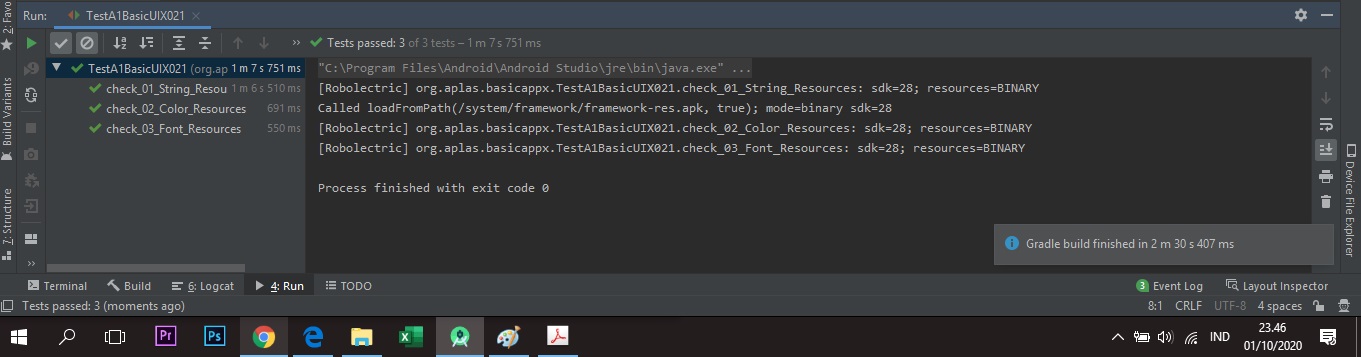 Run: TestA1BasicUIX021
Tests passed: 3 of 3 tests – 1 m 7 s 751 ms
TestA1BasicUIX021 (org.ap 1 m 7 s 751 ms
check_01_String_Resou 1 m 6 s 510 ms
check_02_Color_Resources 691 ms
check_03_Font_Resources 550 ms
"C:\Program Files\Android\Android Studio\jre\bin\java.exe" ...
[Robolectric] org.aplas.basicappx.TestA1BasicUIX021.check_01_String_Resources: sdk=28; resources=BINARY
Called loadFromPath(/system/framework/framework-res.apk, true); mode=binary sdk=28
[Robolectric] org.aplas.basicappx.TestA1BasicUIX021.check_02_Color_Resources: sdk=28; resources=BINARY
[Robolectric] org.aplas.basicappx.TestA1BasicUIX021.check_03_Font_Resources: sdk=28; resources=BINARY
Process finished with exit code 0
Gradle build finished in 2 m 30 s 407 ms
2: Favo
Build Variants
7: Structure
Device File Explorer
Terminal Build 6: Logcat 4: Run TODO 3 Event Log Layout Inspector
Tests passed: 3 (moments ago) 8:1 CRLF UTF-8 4 spaces
Pr Ps IND 23.46
01/10/2020